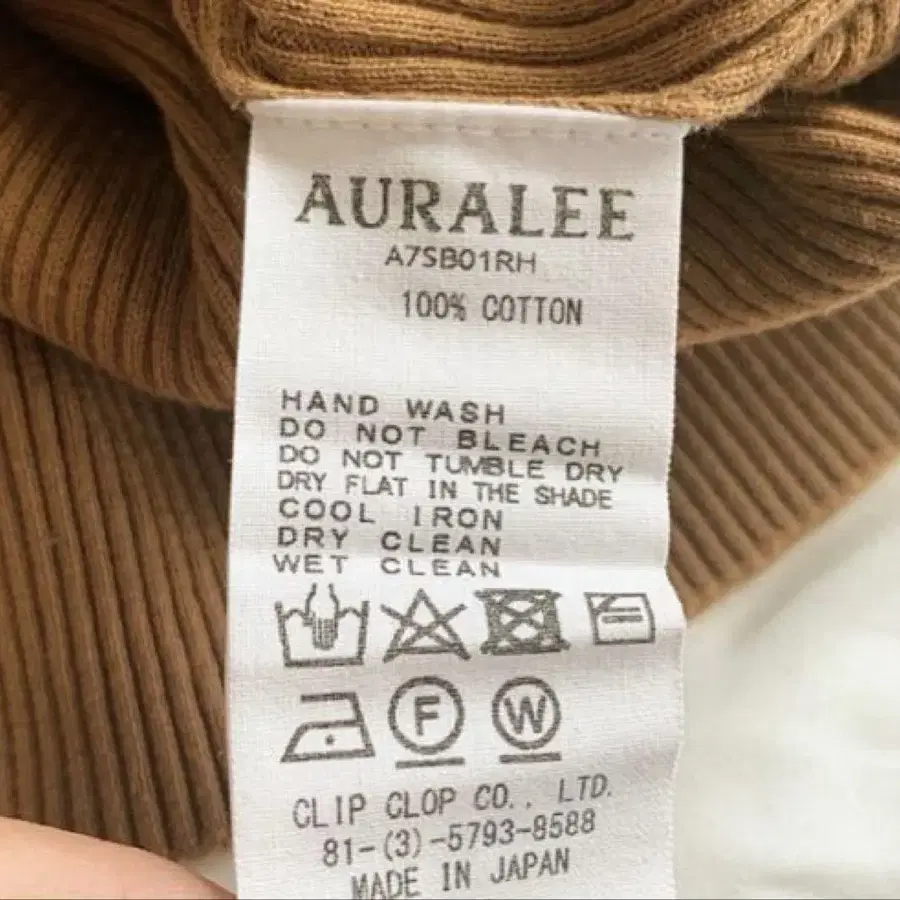 AURALEE
A7SB01RH
100% COTTON
HAND WASH
DO NOT BLEACH
DO NOT TUMBLE DRY
DRY FLAT IN THE SHADE
COOL IRON
DRY CLEAN
WET CLEAN
F W
CLIP CLOP CO., LTD.
81-(3)-5793-8588
MADE IN JAPAN